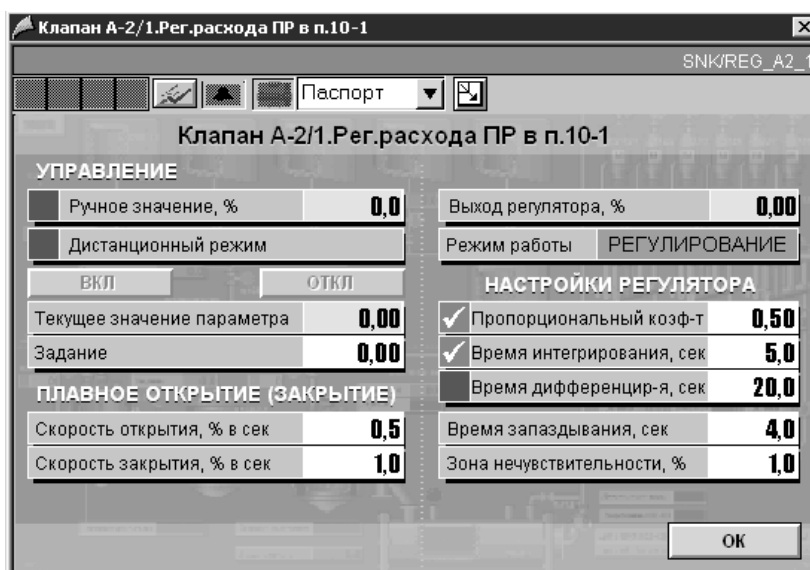 Клапан А-2/1.Рег.расхода ПР в п.10-1
SNK/REG_A2_1
Паспорт
Клапан А-2/1.Рег.расхода ПР в п.10-1
УПРАВЛЕНИЕ
Ручное значение, % 0,0
Дистанционный режим
ВКЛ ОТКЛ
Текущее значение параметра 0,00
Задание 0,00
ПЛАВНОЕ ОТКРЫТИЕ (ЗАКРЫТИЕ)
Скорость открытия, % в сек 0,5
Скорость закрытия, % в сек 1,0
Выход регулятора, % 0,00
Режим работы РЕГУЛИРОВАНИЕ
НАСТРОЙКИ РЕГУЛЯТОРА
Пропорциональный коэф-т 0,50
Время интегрирования, сек 5,0
Время дифференцир-я, сек 20,0
Время запаздывания, сек 4,0
Зона нечувствительности, % 1,0
ОК